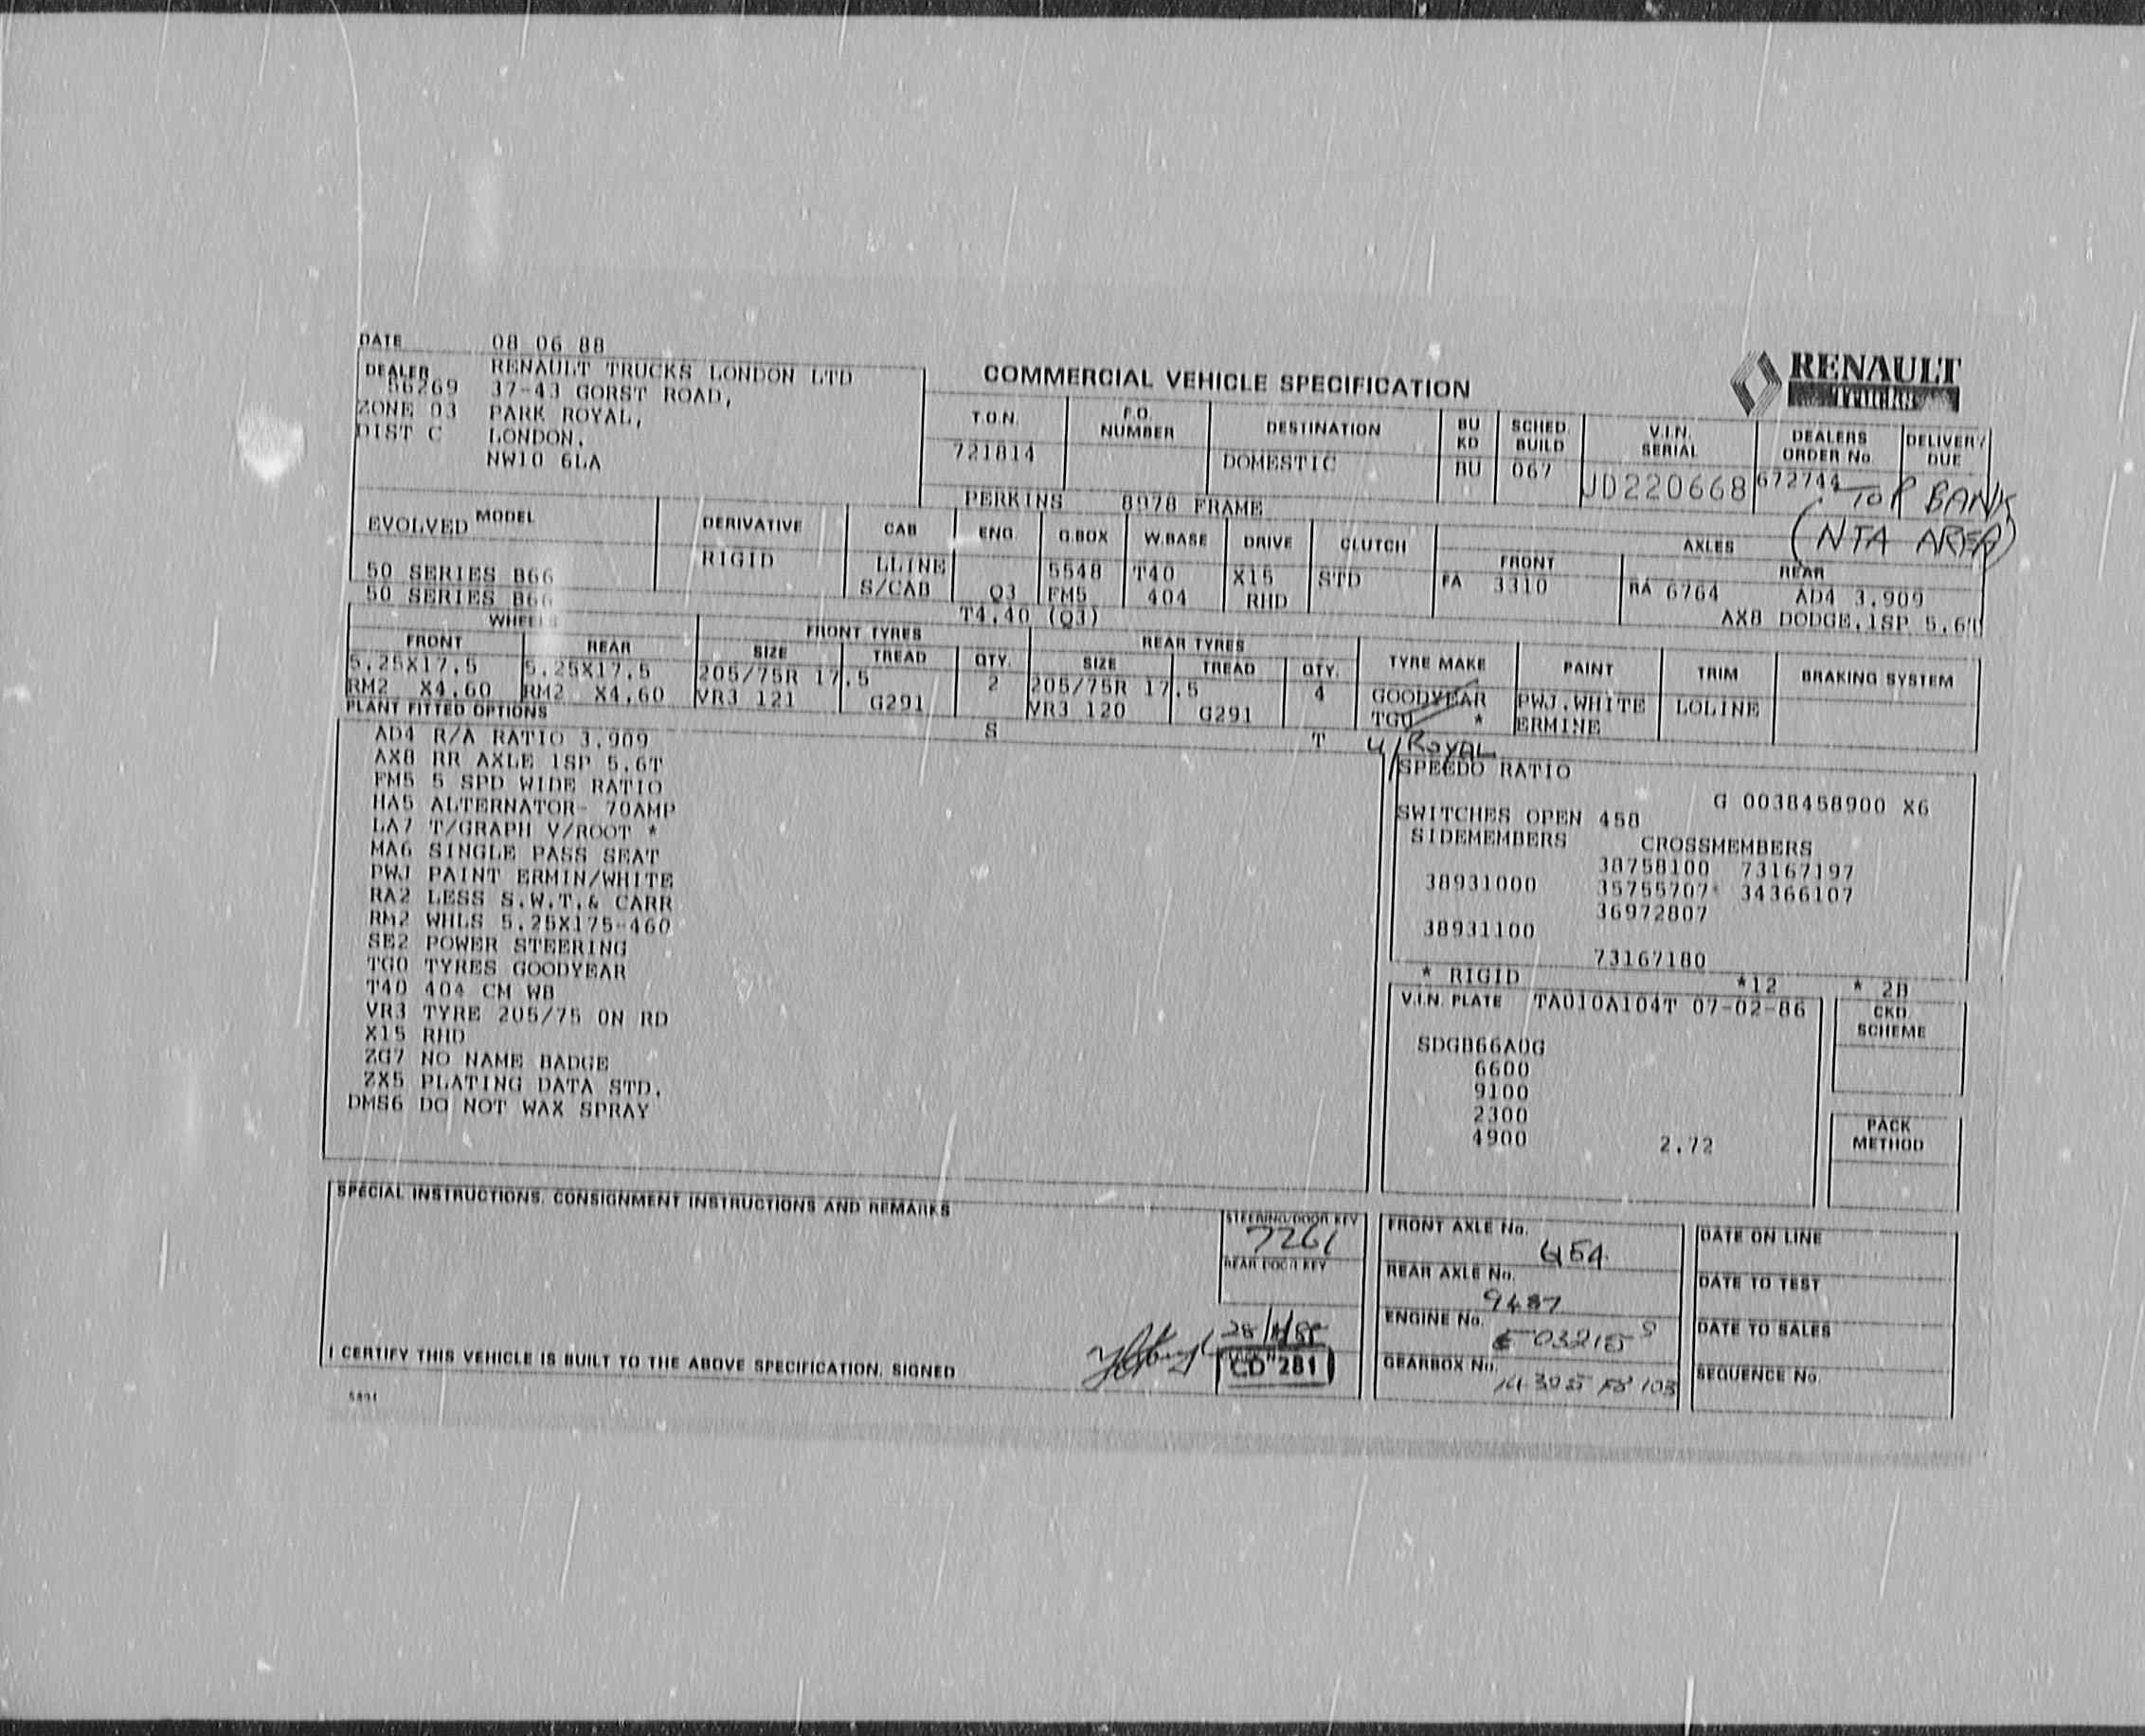 DATE 08 06 88
DEALER RENAULT TRUCKS LONDON LTD
56269 37-43 GORST ROAD,
ZONE 03 PARK ROYAL,
DIST C LONDON,
NW10 6LA
COMMERCIAL VEHICLE SPECIFICATION
RENAULT
TRUCKS
T.O.N. F.O. NUMBER DESTINATION BU KD SCHED. BUILD V.I.N. SERIAL DEALERS ORDER No. DELIVERY DUE
721814 DOMESTIC BU 067 UD220668 672744
TOP BANK
(NTA AREA)
PERKINS 8978 FRAME
EVOLVED MODEL DERIVATIVE CAB ENG G.BOX W.BASE DRIVE CLUTCH AXLES
FRONT REAR
50 SERIES B66 RIGID LLINE 5548 T40 X15 STD FA 3310 RA 6764 AD4 3.909
50 SERIES B66 S/CAB Q3 FM5 404 RHD AX8 DODGE.1SP 5.6T
T4.40 (Q3)
WHEELS FRONT TYRES REAR TYRES
FRONT REAR SIZE TREAD QTY. SIZE TREAD QTY. TYRE MAKE PAINT TRIM BRAKING SYSTEM
5.25X17.5 5.25X17.5 205/75R 17.5 2 205/75R 17.5 4 GOODYEAR PWJ.WHITE LOLINE
RM2 X4.60 RM2 X4.60 VR3 121 G291 VR3 120 G291 TG0 * ERMINE
PLANT FITTED OPTIONS S T U/ROYAL
AD4 R/A RATIO 3.909
AX8 RR AXLE 1SP 5.6T
FM5 5 SPD WIDE RATIO
HA5 ALTERNATOR- 70AMP
LA7 T/GRAPH V/ROOT *
MA6 SINGLE PASS SEAT
PWJ PAINT ERMIN/WHITE
RA2 LESS S.W.T.& CARR
RM2 WHLS 5.25X175-460
SE2 POWER STEERING
TG0 TYRES GOODYEAR
T40 404 CM WB
VR3 TYRE 205/75 ON RD
X15 RHD
ZG7 NO NAME BADGE
ZX5 PLATING DATA STD.
DMS6 DO NOT WAX SPRAY
SPEEDO RATIO
G 0038458900 X6
SWITCHES OPEN 458
SIDEMEMBERS CROSSMEMBERS
38758100 73167197
38931000 35755707 34366107
36972807
38931100
73167180
* RIGID *12 * 2B
V.I.N. PLATE TA010A104T 07-02-86
SDGB66A0G
6600
9100
2300
4900 2.72
CKD SCHEME
PACK METHOD
SPECIAL INSTRUCTIONS, CONSIGNMENT INSTRUCTIONS AND REMARKS
STEERING/DOOR KEY
7261
REAR DOOR KEY
CD 281
I CERTIFY THIS VEHICLE IS BUILT TO THE ABOVE SPECIFICATION. SIGNED
FRONT AXLE No.
REAR AXLE No.
9487
ENGINE No.
GEARBOX No.
DATE ON LINE
DATE TO TEST
DATE TO SALES
SEQUENCE No.
5891